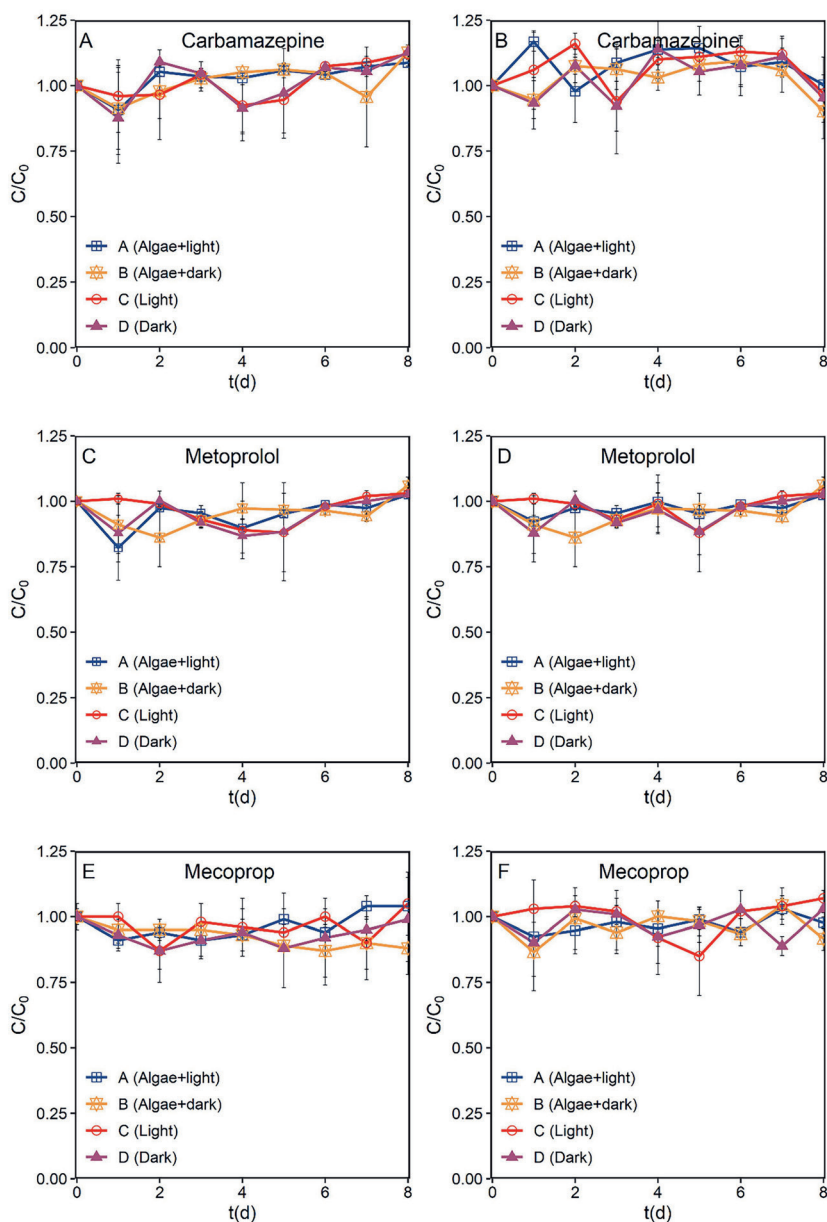 A
Carbamazepine
1.25
1.00
0.75
0.50
0.25
0.00
C/C0
A (Algae+light)
B (Algae+dark)
C (Light)
D (Dark)
0 2 4 6 8
t(d)
B
Carbamazepine
1.25
1.00
0.75
0.50
0.25
0.00
C/C0
A (Algae+light)
B (Algae+dark)
C (Light)
D (Dark)
0 2 4 6 8
t(d)
C
Metoprolol
1.25
1.00
0.75
0.50
0.25
0.00
C/C0
A (Algae+light)
B (Algae+dark)
C (Light)
D (Dark)
0 2 4 6 8
t(d)
D
Metoprolol
1.25
1.00
0.75
0.50
0.25
0.00
C/C0
A (Algae+light)
B (Algae+dark)
C (Light)
D (Dark)
0 2 4 6 8
t(d)
E
Mecoprop
1.25
1.00
0.75
0.50
0.25
0.00
C/C0
A (Algae+light)
B (Algae+dark)
C (Light)
D (Dark)
0 2 4 6 8
t(d)
F
Mecoprop
1.25
1.00
0.75
0.50
0.25
0.00
C/C0
A (Algae+light)
B (Algae+dark)
C (Light)
D (Dark)
0 2 4 6 8
t(d)